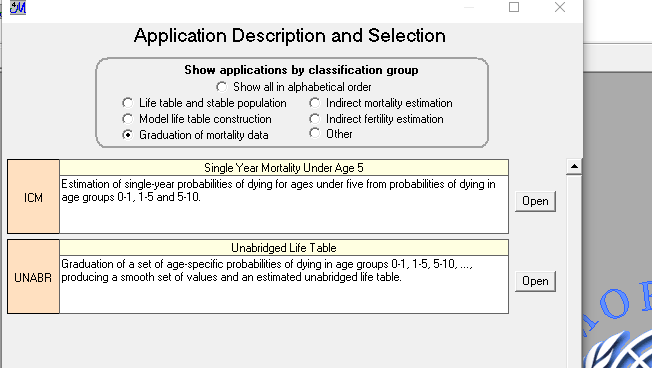 Application Description and Selection
Show applications by classification group
Show all in alphabetical order
Life table and stable population
Indirect mortality estimation
Model life table construction
Indirect fertility estimation
Graduation of mortality data
Other
Single Year Mortality Under Age 5
ICM
Estimation of single-year probabilities of dying for ages under five from probabilities of dying in
age groups 0-1, 1-5 and 5-10.
Open
Unabridged Life Table
UNABR
Graduation of a set of age-specific probabilities of dying in age groups 0-1, 1-5, 5-10, ...,
producing a smooth set of values and an estimated unabridged life table.
Open